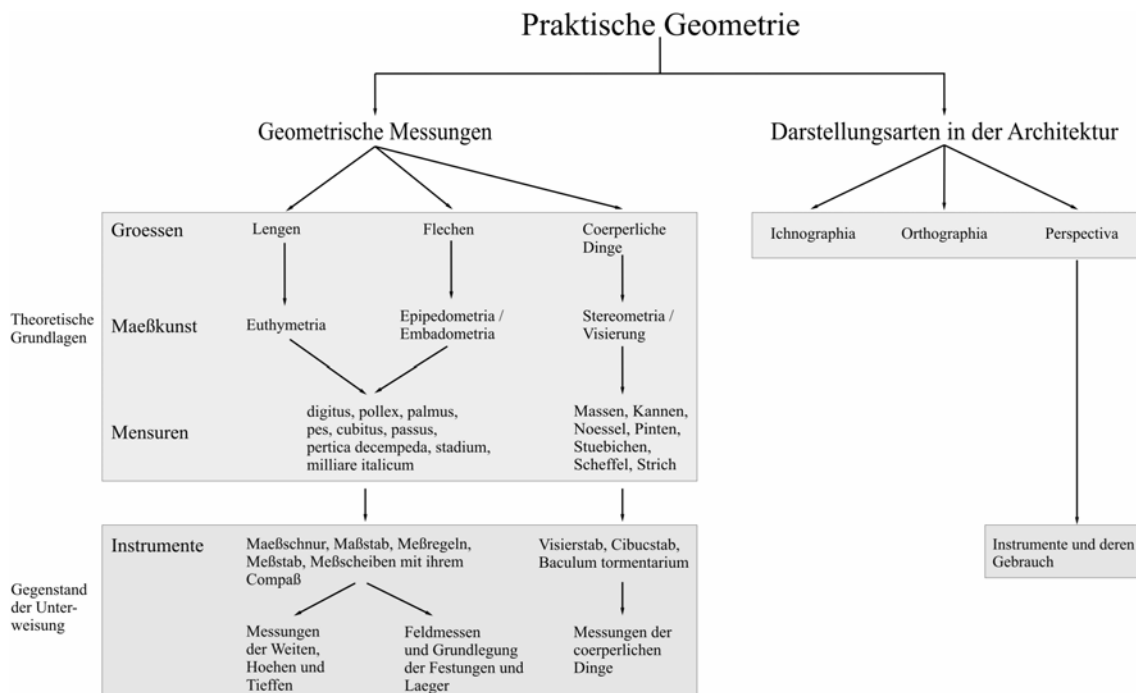 Praktische Geometrie
Geometrische Messungen
Darstellungsarten in der Architektur
Groessen
Lengen
Flechen
Coerperliche
Dinge
Ichnographia
Orthographia
Perspectiva
Theoretische
Grundlagen
Maeßkunst
Euthymetria
Epipedometria /
Embadometria
Stereometria /
Visierung
Mensuren
digitus, pollex, palmus,
pes, cubitus, passus,
pertica decempeda, stadium,
milliare italicum
Massen, Kannen,
Noessel, Pinten,
Stuebichen,
Scheffel, Strich
Gegenstand
der Unter-
weisung
Instrumente
Maeßschnur, Maßstab, Meßregeln,
Meßstab, Meßscheiben mit ihrem
Compaß
Visierstab, Cibucstab,
Baculum tormentarium
Instrumente und deren
Gebrauch
Messungen
der Weiten,
Hoehen und
Tieffen
Feldmessen
und Grundlegung
der Festungen und
Laeger
Messungen der
coerperlichen
Dinge